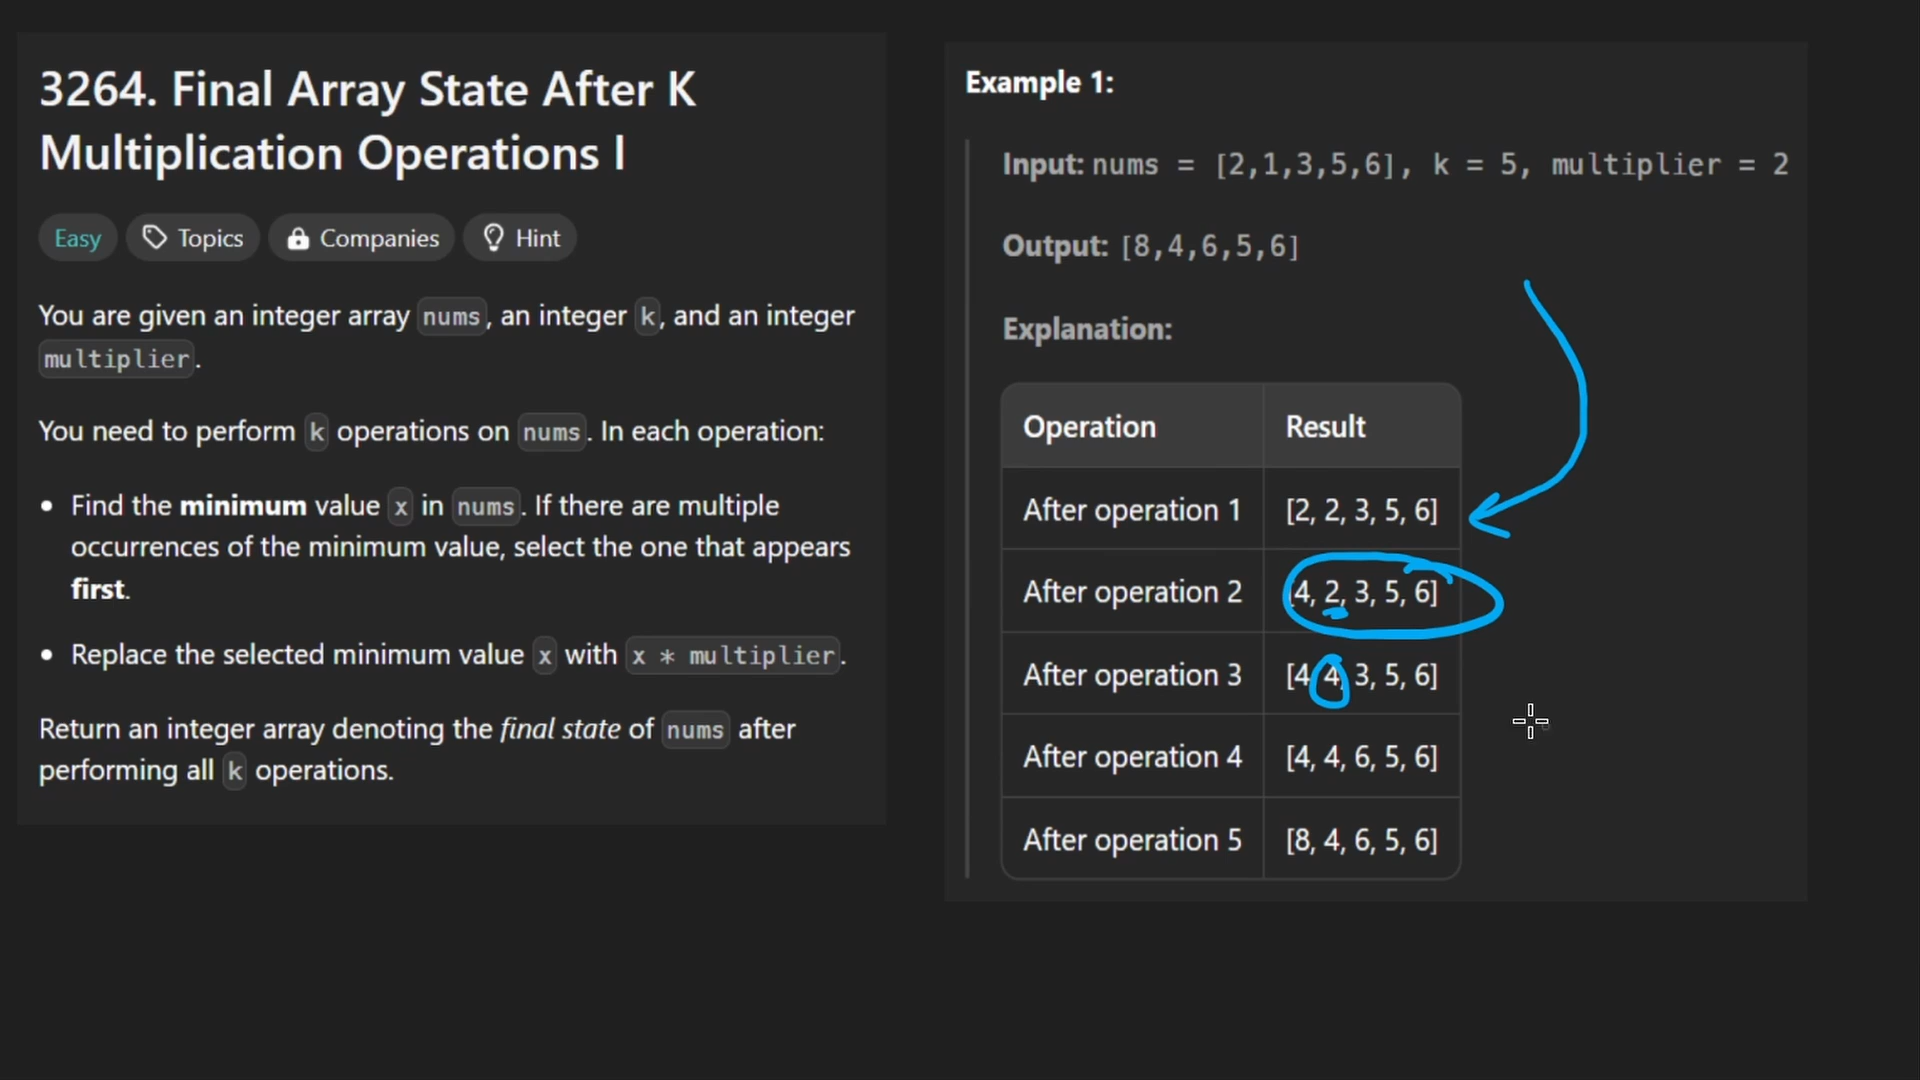 3264. Final Array State After K
Multiplication Operations I
Easy Topics Companies Hint
You are given an integer array nums, an integer k, and an integer
multiplier.
You need to perform k operations on nums. In each operation:
• Find the minimum value x in nums. If there are multiple
occurrences of the minimum value, select the one that appears
first.
• Replace the selected minimum value x with x * multiplier.
Return an integer array denoting the final state of nums after
performing all k operations.
Example 1:
Input: nums = [2,1,3,5,6], k = 5, multiplier = 2
Output: [8,4,6,5,6]
Explanation:
Operation Result
After operation 1 [2, 2, 3, 5, 6]
After operation 2 [4, 2, 3, 5, 6]
After operation 3 [4, 4, 3, 5, 6]
After operation 4 [4, 4, 6, 5, 6]
After operation 5 [8, 4, 6, 5, 6]